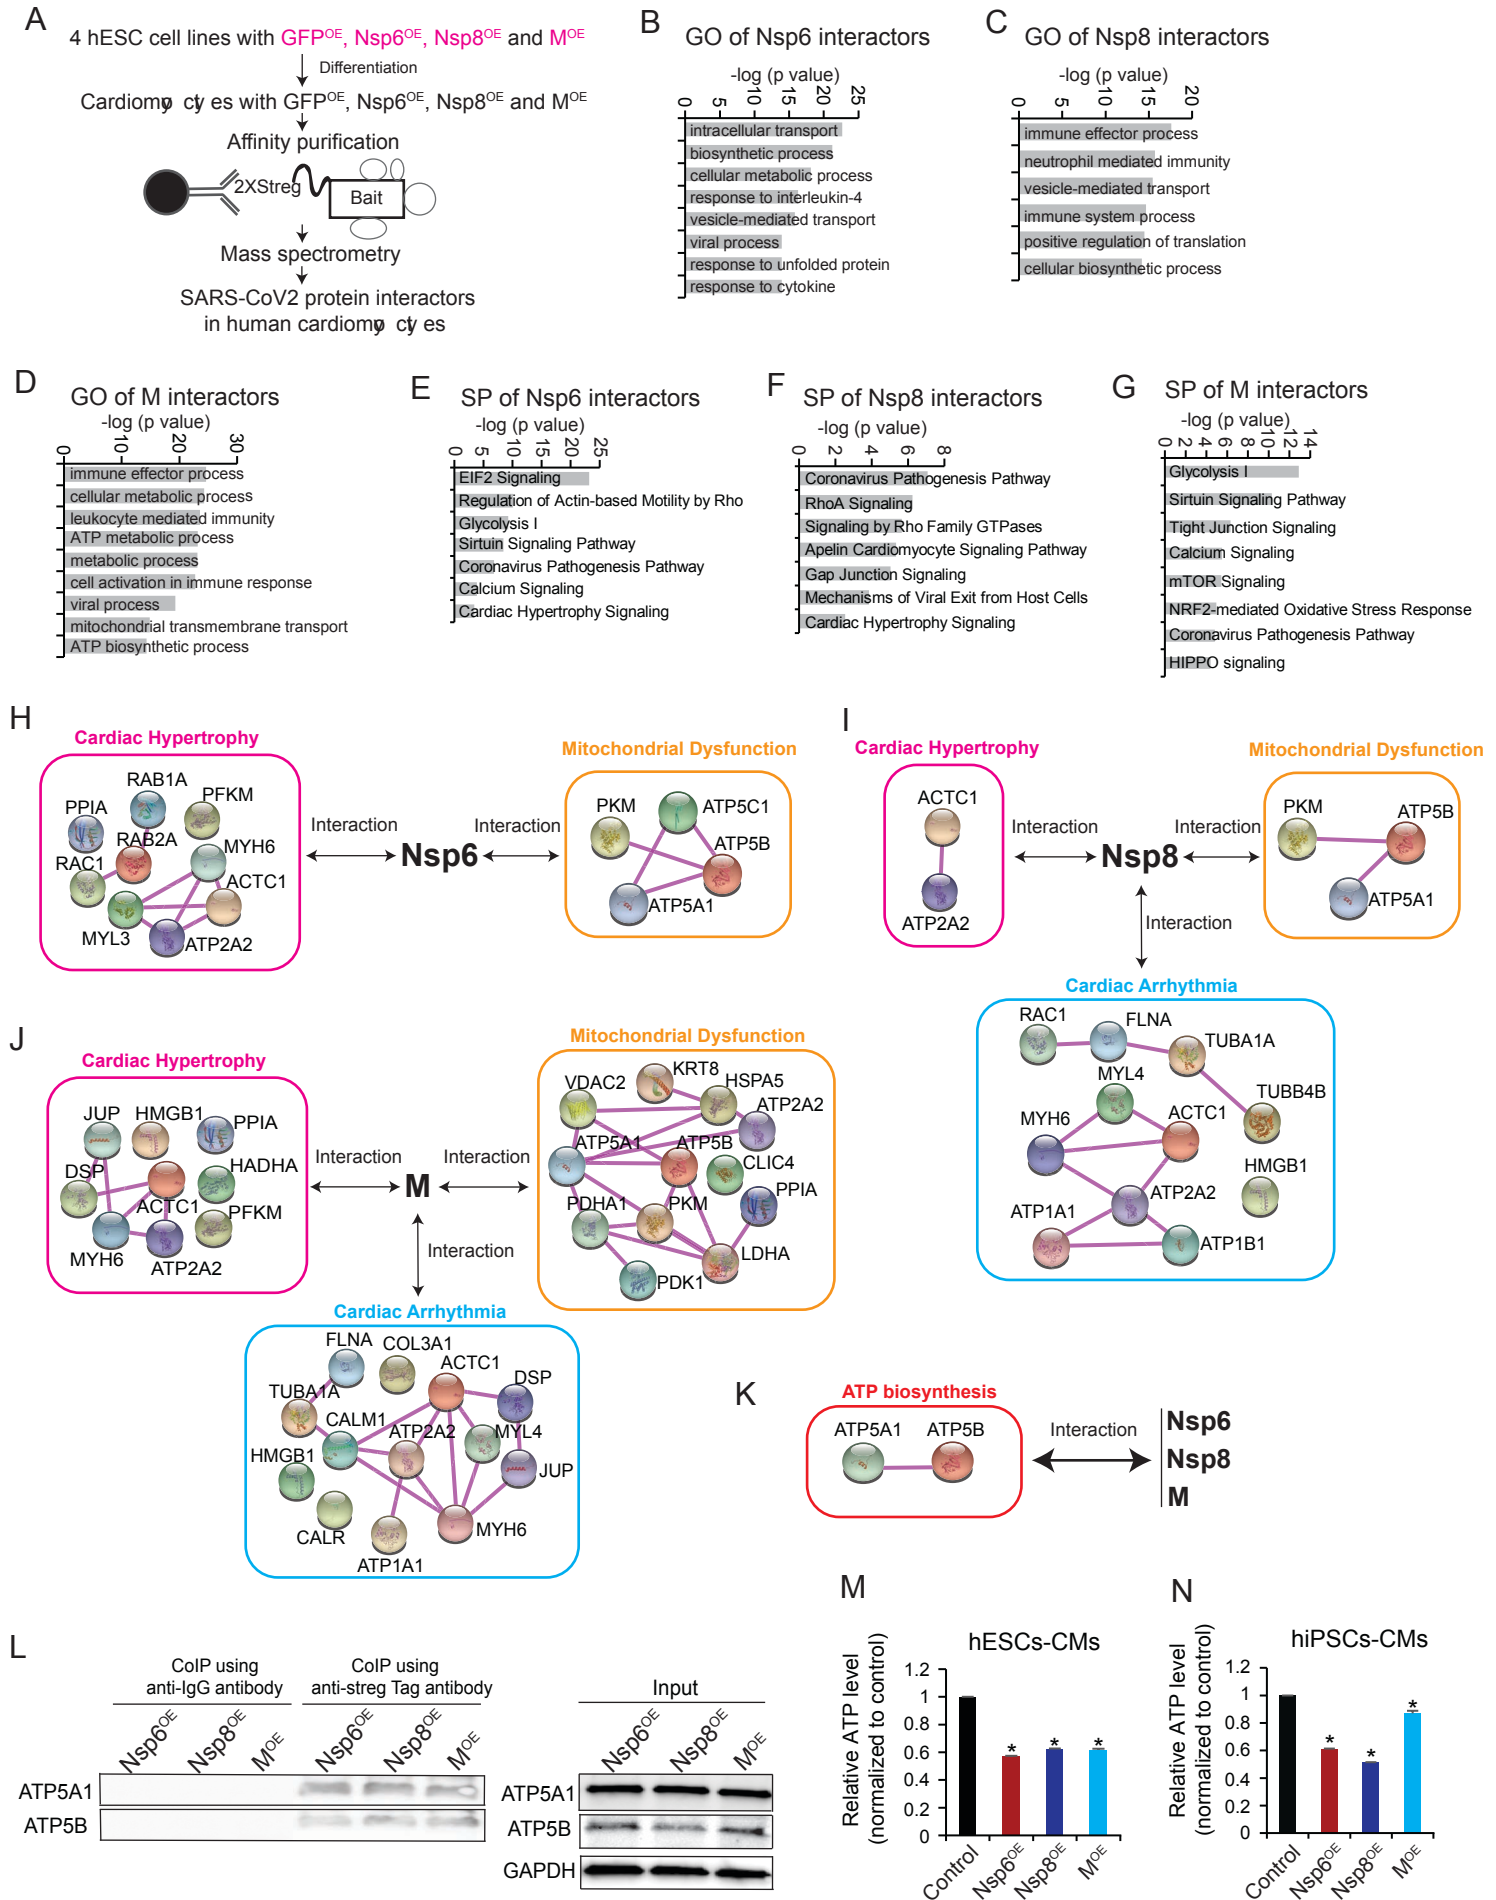 A
4 hESC cell lines with GFPOE, Nsp6OE, Nsp8OE and MOE
Differentiation
Cardiomyo cyt es with GFPOE, Nsp6OE, Nsp8OE and MOE
Affinity purification
2XStreg
Bait
Mass spectrometry
SARS-CoV2 protein interactors
in human cardiomyo cyt es
B
GO of Nsp6 interactors
-log (p value)
0 5 10 15 20 25
intracellular transport
biosynthetic process
cellular metabolic process
response to interleukin-4
vesicle-mediated transport
viral process
response to unfolded protein
response to cytokine
C
GO of Nsp8 interactors
-log (p value)
0 5 10 15 20
immune effector process
neutrophil mediated immunity
vesicle-mediated transport
immune system process
positive regulation of translation
cellular biosynthetic process
D
GO of M interactors
-log (p value)
0 10 20 30
immune effector process
cellular metabolic process
leukocyte mediated immunity
ATP metabolic process
metabolic process
cell activation in immune response
viral process
mitochondrial transmembrane transport
ATP biosynthetic process
E
SP of Nsp6 interactors
-log (p value)
0 5 10 15 20 25
EIF2 Signaling
Regulation of Actin-based Motility by Rho
Glycolysis I
Sirtuin Signaling Pathway
Coronavirus Pathogenesis Pathway
Calcium Signaling
Cardiac Hypertrophy Signaling
F
SP of Nsp8 interactors
-log (p value)
0 2 4 6 8
Coronavirus Pathogenesis Pathway
RhoA Signaling
Signaling by Rho Family GTPases
Apelin Cardiomyocyte Signaling Pathway
Gap Junction Signaling
Mechanisms of Viral Exit from Host Cells
Cardiac Hypertrophy Signaling
G
SP of M interactors
-log (p value)
0 2 4 6 8 10 12 14
Glycolysis I
Sirtuin Signaling Pathway
Tight Junction Signaling
Calcium Signaling
mTOR Signaling
NRF2-mediated Oxidative Stress Response
Coronavirus Pathogenesis Pathway
HIPPO signaling
H
Cardiac Hypertrophy
RAB1A
PPIA
PFKM
RAB2A
MYH6
RAC1
ACTC1
MYL3
ATP2A2
Interaction
Nsp6
Interaction
Mitochondrial Dysfunction
PKM
ATP5C1
ATP5B
ATP5A1
I
Cardiac Hypertrophy
ACTC1
ATP2A2
Interaction
Nsp8
Interaction
Mitochondrial Dysfunction
PKM
ATP5B
ATP5A1
Interaction
Cardiac Arrhythmia
RAC1
FLNA
TUBA1A
MYL4
TUBB4B
MYH6
ACTC1
HMGB1
ATP2A2
ATP1A1
ATP1B1
J
Cardiac Hypertrophy
JUP
HMGB1
PPIA
DSP
HADHA
ACTC1
PFKM
MYH6
ATP2A2
Interaction
M
Interaction
Mitochondrial Dysfunction
KRT8
VDAC2
HSPA5
ATP2A2
ATP5A1
ATP5B
CLIC4
PPIA
PDHA1
PKM
LDHA
PDK1
Interaction
Cardiac Arrhythmia
FLNA
COL3A1
ACTC1
DSP
TUBA1A
CALM1
ATP2A2
MYL4
HMGB1
JUP
CALR
MYH6
ATP1A1
K
ATP biosynthesis
ATP5A1
ATP5B
Interaction
Nsp6
Nsp8
M
L
CoIP using
anti-IgG antibody
CoIP using
anti-streg Tag antibody
Input
Nsp6OE Nsp8OE MOE Nsp6OE Nsp8OE MOE Nsp6OE Nsp8OE MOE
ATP5A1
ATP5B
ATP5A1
ATP5B
GAPDH
M
hESCs-CMs
Relative ATP level
(normalized to control)
1.2
1
0.8
0.6
0.4
0.2
0
* * *
Control Nsp6OE Nsp8OE MOE
N
hiPSCs-CMs
Relative ATP level
(normalized to control)
1.2
1
0.8
0.6
0.4
0.2
0
* * *
Control Nsp6OE Nsp8OE MOE